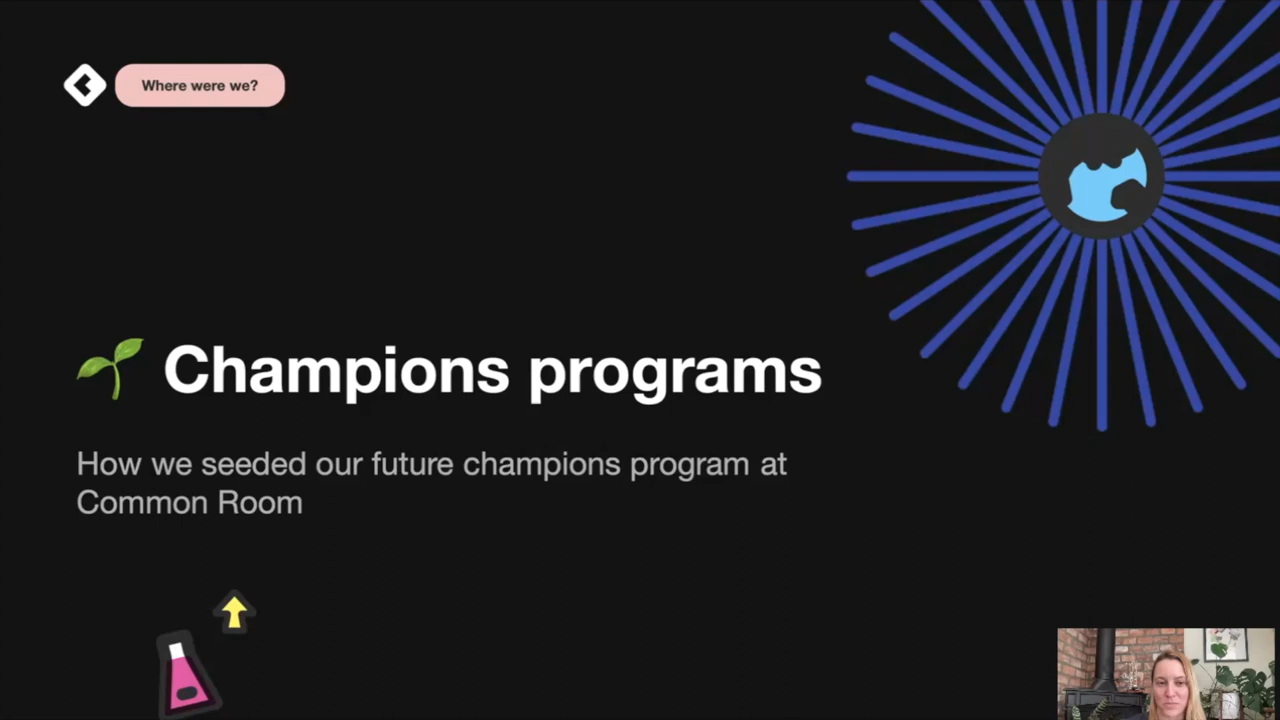 Where were we?
Champions programs
How we seeded our future champions program at
Common Room